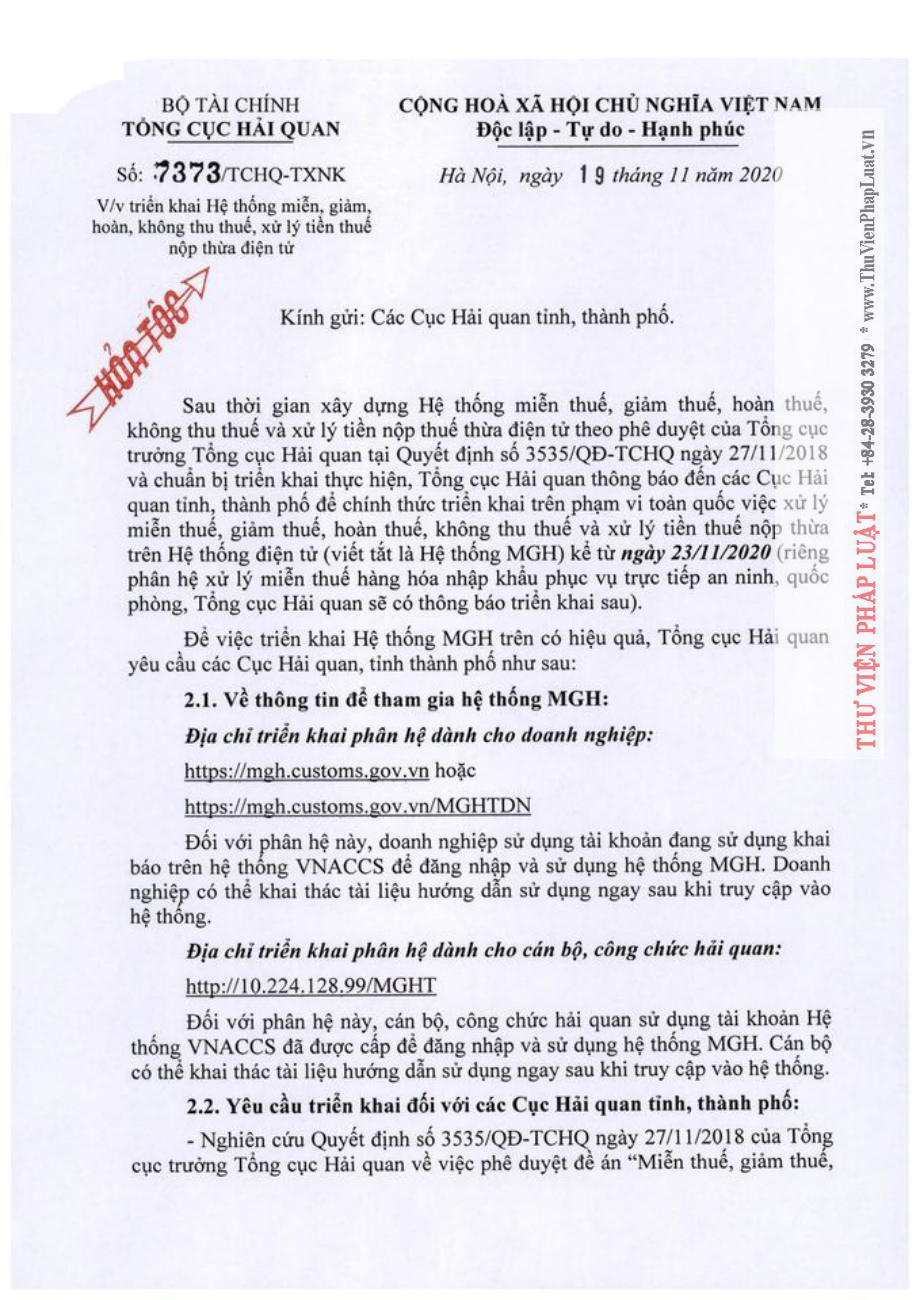 BỘ TÀI CHÍNH
TỔNG CỤC HẢI QUAN
Số: 7373/TCHQ-TXNK
V/v triển khai Hệ thống miễn, giảm,
hoàn, không thu thuế, xử lý tiền thuế
nộp thừa điện tử
CỘNG HOÀ XÃ HỘI CHỦ NGHĨA VIỆT NAM
Độc lập - Tự do - Hạnh phúc
Hà Nội, ngày 19 tháng 11 năm 2020
HỎA TỐC
Kính gửi: Các Cục Hải quan tỉnh, thành phố.
Sau thời gian xây dựng Hệ thống miễn thuế, giảm thuế, hoàn thuế,
không thu thuế và xử lý tiền nộp thuế thừa điện tử theo phê duyệt của Tổng cục
trưởng Tổng cục Hải quan tại Quyết định số 3535/QĐ-TCHQ ngày 27/11/2018
và chuẩn bị triển khai thực hiện, Tổng cục Hải quan thông báo đến các Cục Hải
quan tỉnh, thành phố để chính thức triển khai trên phạm vi toàn quốc việc xử lý
miễn thuế, giảm thuế, hoàn thuế, không thu thuế và xử lý tiền thuế nộp thừa
trên Hệ thống điện tử (viết tắt là Hệ thống MGH) kể từ ngày 23/11/2020 (riêng
phân hệ xử lý miễn thuế hàng hóa nhập khẩu phục vụ trực tiếp an ninh, quốc
phòng, Tổng cục Hải quan sẽ có thông báo triển khai sau).
Để việc triển khai Hệ thống MGH trên có hiệu quả, Tổng cục Hải quan
yêu cầu các Cục Hải quan, tỉnh thành phố như sau:
2.1. Về thông tin để tham gia hệ thống MGH:
Địa chỉ triển khai phân hệ dành cho doanh nghiệp:
https://mgh.customs.gov.vn hoặc
https://mgh.customs.gov.vn/MGHTDN
Đối với phân hệ này, doanh nghiệp sử dụng tài khoản đang sử dụng khai
báo trên hệ thống VNACCS để đăng nhập và sử dụng hệ thống MGH. Doanh
nghiệp có thể khai thác tài liệu hướng dẫn sử dụng ngay sau khi truy cập vào
hệ thống.
Địa chỉ triển khai phân hệ dành cho cán bộ, công chức hải quan:
http://10.224.128.99/MGHT
Đối với phân hệ này, cán bộ, công chức hải quan sử dụng tài khoản Hệ
thống VNACCS đã được cấp để đăng nhập và sử dụng hệ thống MGH. Cán bộ
có thể khai thác tài liệu hướng dẫn sử dụng ngay sau khi truy cập vào hệ thống.
2.2. Yêu cầu triển khai đối với các Cục Hải quan tỉnh, thành phố:
- Nghiên cứu Quyết định số 3535/QĐ-TCHQ ngày 27/11/2018 của Tổng
cục trưởng Tổng cục Hải quan về việc phê duyệt đề án “Miễn thuế, giảm thuế,
THƯ VIỆN PHÁP LUẬT * Tel: +84-28-3930 3279 * www.ThuVienPhapLuat.vn